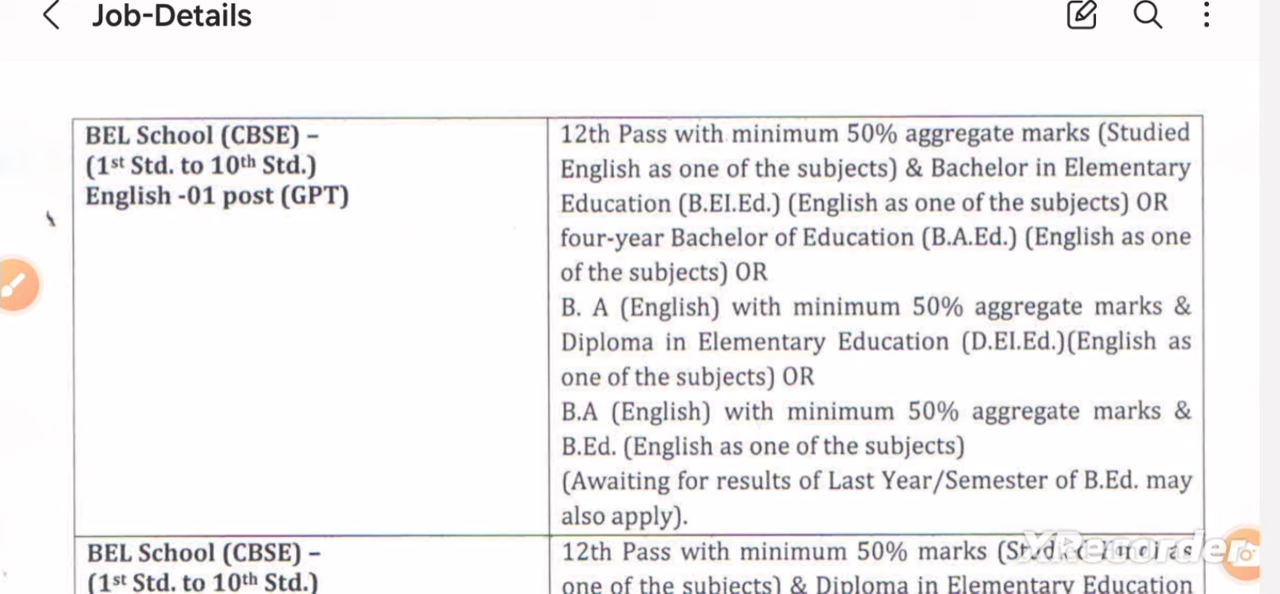 Job-Details
BEL School (CBSE) –
(1st Std. to 10th Std.)
English -01 post (GPT)
12th Pass with minimum 50% aggregate marks (Studied
English as one of the subjects) & Bachelor in Elementary
Education (B.EI.Ed.) (English as one of the subjects) OR
four-year Bachelor of Education (B.A.Ed.) (English as one
of the subjects) OR
B. A (English) with minimum 50% aggregate marks &
Diploma in Elementary Education (D.EI.Ed.)(English as
one of the subjects) OR
B.A (English) with minimum 50% aggregate marks &
B.Ed. (English as one of the subjects)
(Awaiting for results of Last Year/Semester of B.Ed. may
also apply).
BEL School (CBSE) –
(1st Std. to 10th Std.)
12th Pass with minimum 50% marks (Studied Hindi as
one of the subjects) & Diploma in Elementary Education
XRecorder